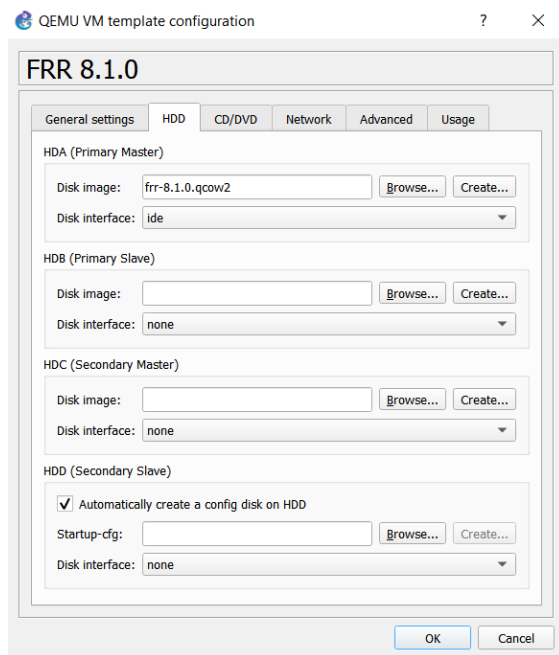 QEMU VM template configuration ? ×
FRR 8.1.0
General settings HDD CD/DVD Network Advanced Usage
HDA (Primary Master)
Disk image: frr-8.1.0.qcow2 Browse... Create...
Disk interface: ide
HDB (Primary Slave)
Disk image: Browse... Create...
Disk interface: none
HDC (Secondary Master)
Disk image: Browse... Create...
Disk interface: none
HDD (Secondary Slave)
Automatically create a config disk on HDD
Startup-cfg: Browse... Create...
Disk interface: none
OK Cancel